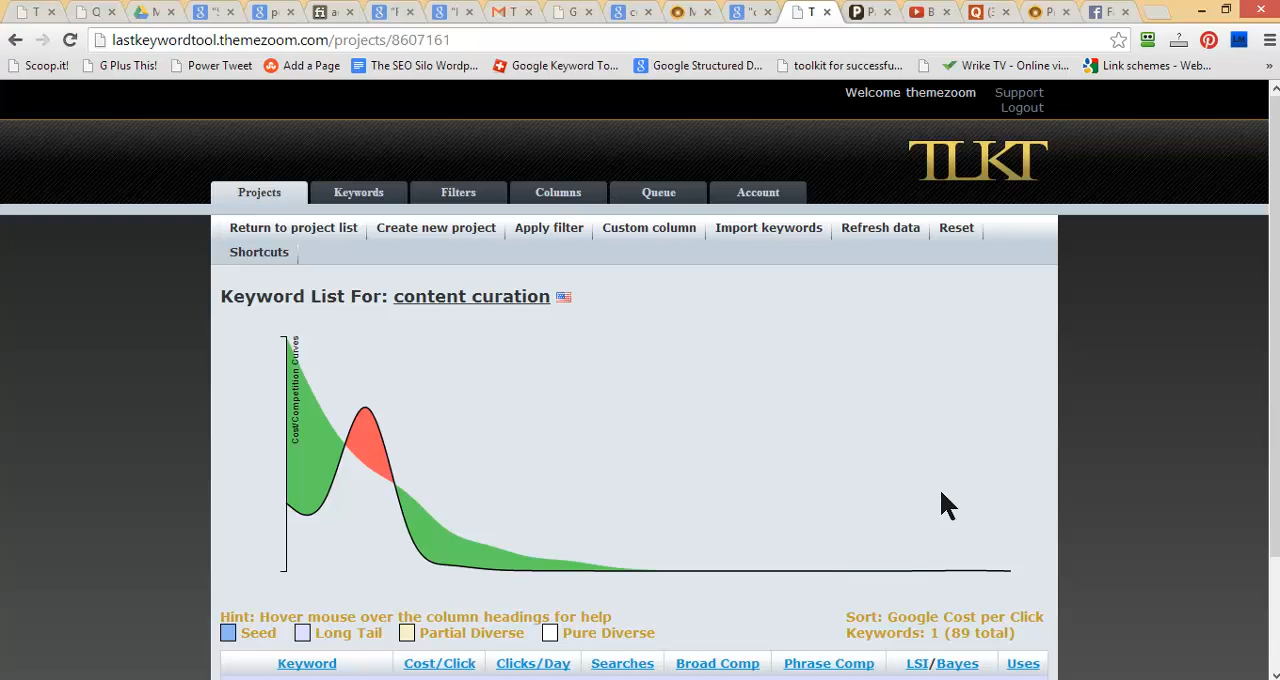 T
Q
M
"S
p
a
"F
"I
T
G
c
M
"c
T
P
B
(3
P
F
lastkeywordtool.themezoom.com/projects/8607161
Scoop.it!
G Plus This!
Power Tweet
Add a Page
The SEO Silo Wordp...
Google Keyword To...
Google Structured D...
toolkit for successfu...
Wrike TV - Online vi...
Link schemes - Web...
»
Welcome themezoom Support
Logout
TLKT
Projects Keywords Filters Columns Queue Account
Return to project list Create new project Apply filter Custom column Import keywords Refresh data Reset
Shortcuts
Keyword List For: content curation
Cost/Competition Curves
Hint: Hover mouse over the column headings for help
Sort: Google Cost per Click
Seed Long Tail Partial Diverse Pure Diverse
Keywords: 1 (89 total)
Keyword Cost/Click Clicks/Day Searches Broad Comp Phrase Comp LSI/Bayes Uses